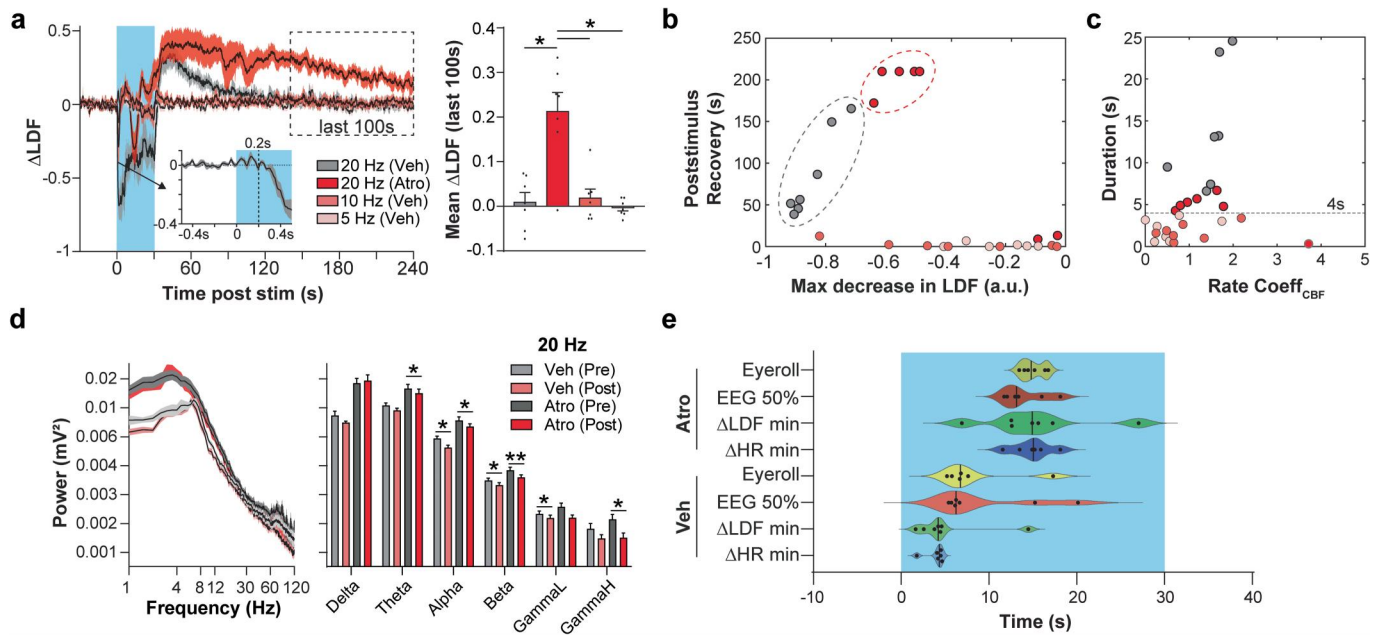 a
0.5
0
-0.5
-1
ΔLDF
last 100s
0.2s
0
-0.4
-0.4s
0
0.4s
20 Hz (Veh)
20 Hz (Atro)
10 Hz (Veh)
5 Hz (Veh)
0 60 120 180 240
Time post stim (s)
Mean ΔLDF (last 100s)
0.4
0.3
0.2
0.1
0.0
-0.1
*
*
b
Poststimulus
Recovery (s)
250
200
150
100
50
0
-1 -0.8 -0.6 -0.4 -0.2 0
Max decrease in LDF (a.u.)
c
Duration (s)
25
20
15
10
5
0
4s
0 1 2 3 4 5
Rate Coeff CBF
d
Power (mV²)
0.02
0.01
0.006
0.004
0.003
0.002
0.001
1 4 8 12 30 60 120
Frequency (Hz)
20 Hz
Veh (Pre)
Veh (Post)
Atro (Pre)
Atro (Post)
*
*
*
*
**
*
*
Delta
Theta
Alpha
Beta
GammaL
GammaH
e
Atro
Eyeroll
EEG 50%
ΔLDF min
ΔHR min
Veh
Eyeroll
EEG 50%
ΔLDF min
ΔHR min
-10 0 10 20 30 40
Time (s)